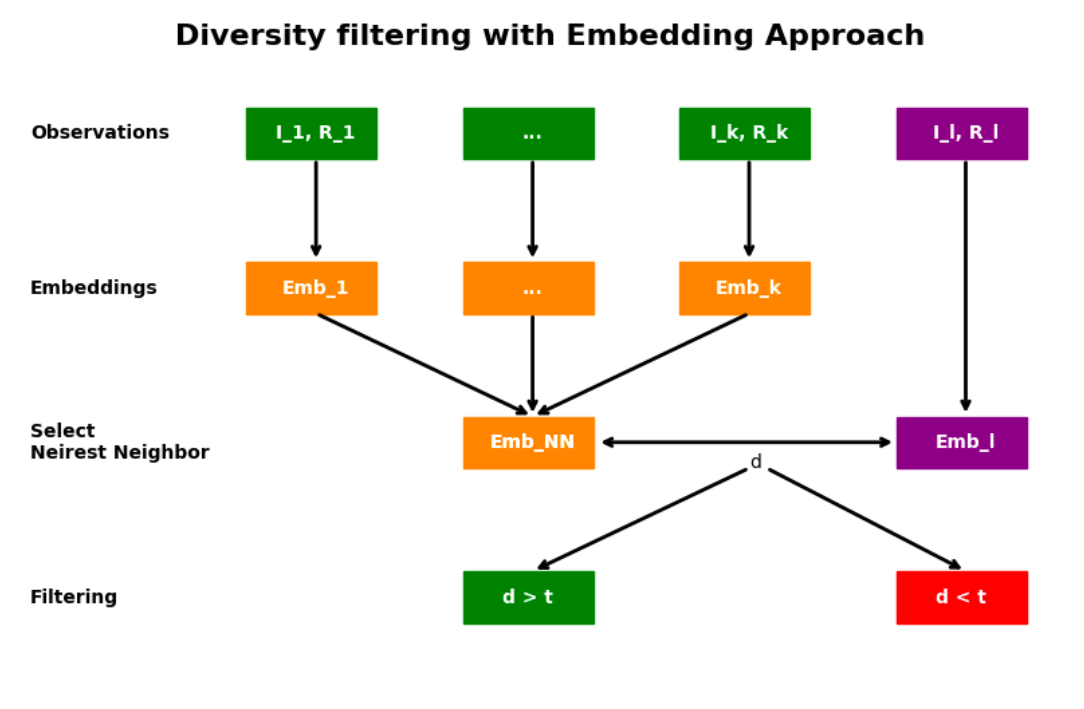 Diversity filtering with Embedding Approach
Observations
I_1, R_1
...
I_k, R_k
I_l, R_l
Embeddings
Emb_1
...
Emb_k
Select
Neirest Neighbor
Emb_NN
Emb_l
d
Filtering
d > t
d < t